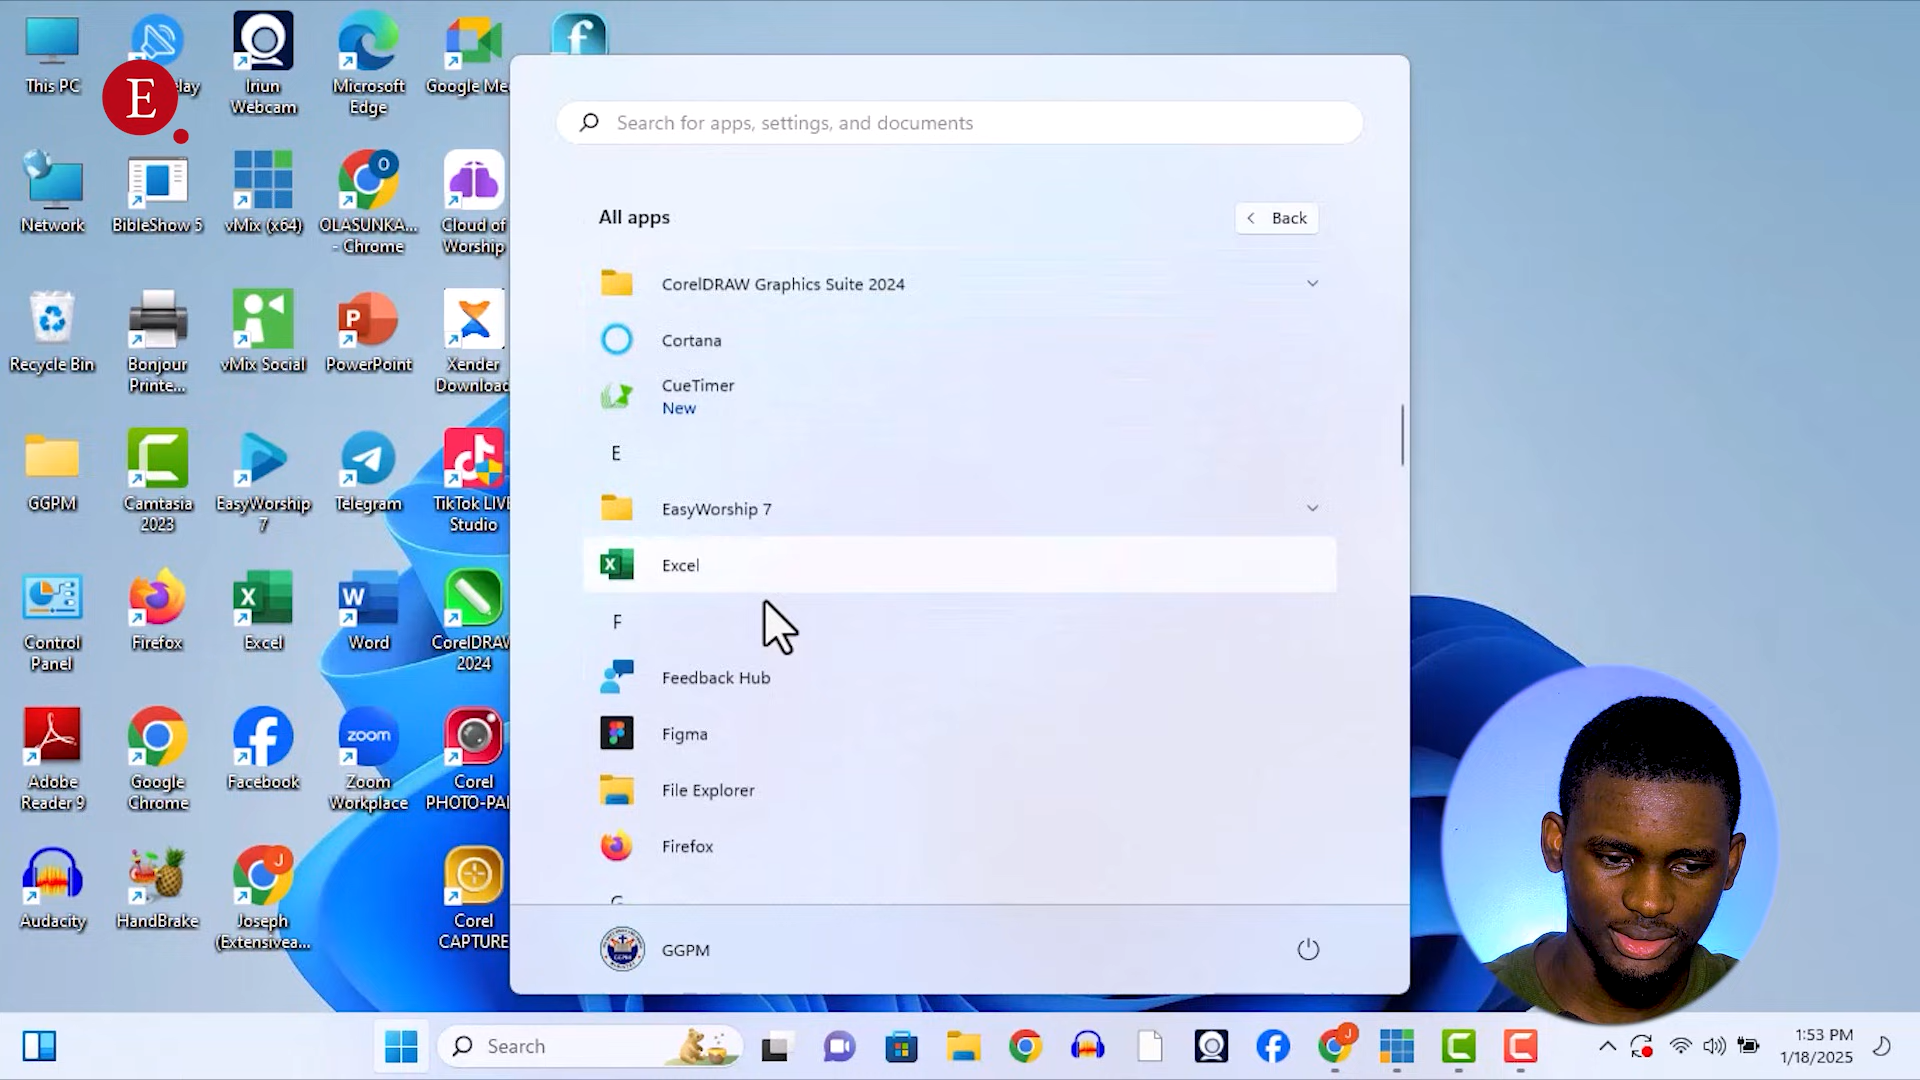 This PC
elay
Iriun
Webcam
Microsoft
Edge
Google Me
f
E
Network
BibleShow 5
vMix (x64)
OLASUNKA...
- Chrome
Cloud of
Worship
O
Recycle Bin
Bonjour
Printe...
vMix Social
PowerPoint
Xender
Download
P
GGPM
Camtasia
2023
EasyWorship
7
Telegram
TikTok LIVE
Studio
Control
Panel
Firefox
Excel
Word
CorelDRAW
2024
X
W
Adobe
Reader 9
Google
Chrome
Facebook
zoom
Zoom
Workplace
Corel
PHOTO-PAI
Audacity
HandBrake
J
Joseph
(Extensivea...
Corel
CAPTURE
Search for apps, settings, and documents
All apps
Back
CorelDRAW Graphics Suite 2024
Cortana
CueTimer
New
E
EasyWorship 7
X
Excel
F
Feedback Hub
Figma
File Explorer
Firefox
GGPM
Search
J
1:53 PM
1/18/2025